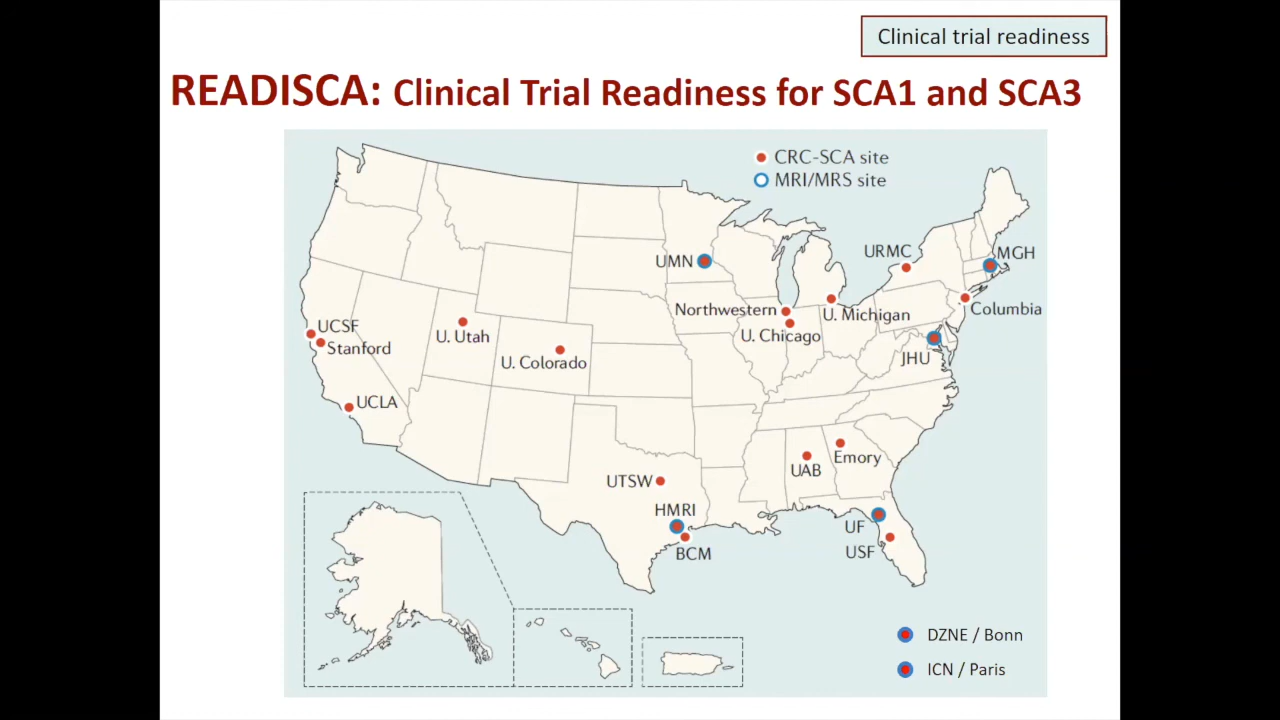 Clinical trial readiness
READISCA: Clinical Trial Readiness for SCA1 and SCA3
CRC-SCA site
MRI/MRS site
URMC
MGH
UMN
Northwestern
U. Michigan
Columbia
UCSF
U. Utah
U. Chicago
Stanford
U. Colorado
JHU
UCLA
Emory
UAB
UTSW
HMRI
UF
BCM
USF
DZNE / Bonn
ICN / Paris